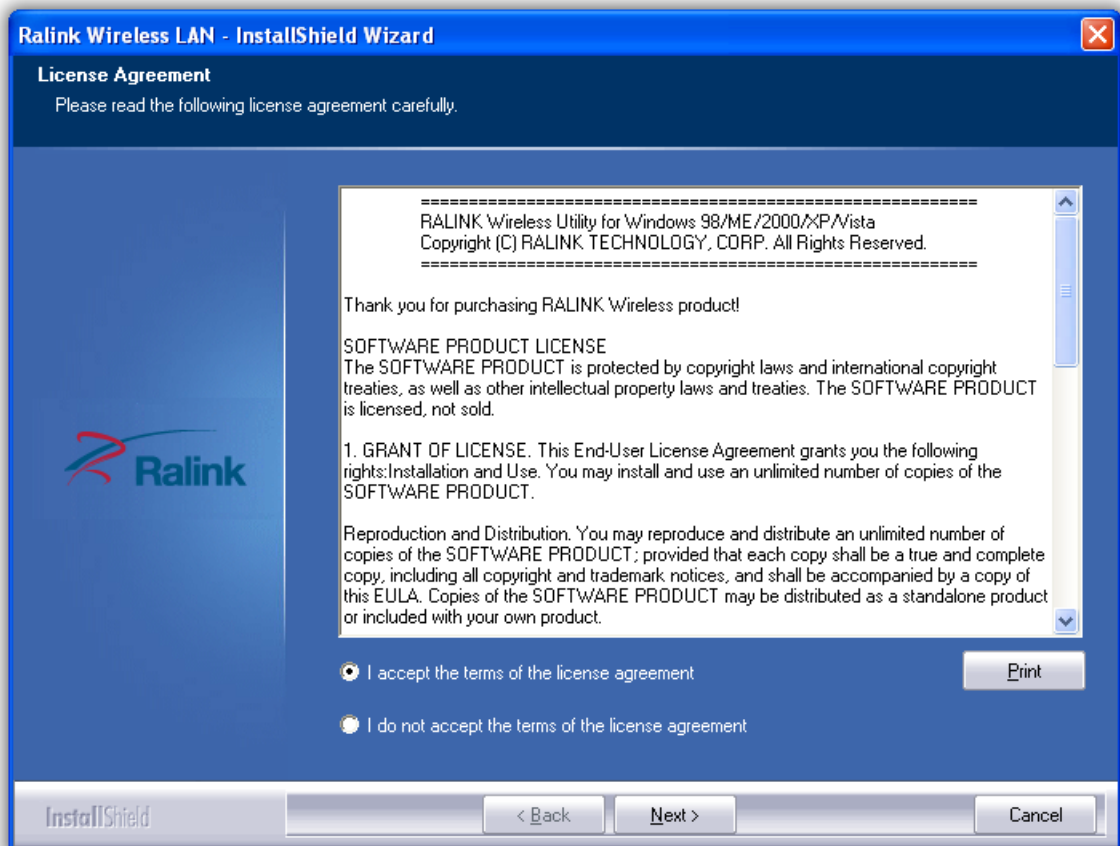 Ralink Wireless LAN - InstallShield Wizard
License Agreement
Please read the following license agreement carefully.
==========================================================
RALINK Wireless Utility for Windows 98/ME/2000/XP/Vista
Copyright (C) RALINK TECHNOLOGY, CORP. All Rights Reserved.
==========================================================
Thank you for purchasing RALINK Wireless product!
SOFTWARE PRODUCT LICENSE
The SOFTWARE PRODUCT is protected by copyright laws and international copyright
treaties, as well as other intellectual property laws and treaties. The SOFTWARE PRODUCT
is licensed, not sold.
1. GRANT OF LICENSE. This End-User License Agreement grants you the following
rights:Installation and Use. You may install and use an unlimited number of copies of the
SOFTWARE PRODUCT.
Reproduction and Distribution. You may reproduce and distribute an unlimited number of
copies of the SOFTWARE PRODUCT; provided that each copy shall be a true and complete
copy, including all copyright and trademark notices, and shall be accompanied by a copy of
this EULA. Copies of the SOFTWARE PRODUCT may be distributed as a standalone product
or included with your own product.
Ralink
I accept the terms of the license agreement
Print
I do not accept the terms of the license agreement
InstallShield
< Back
Next >
Cancel